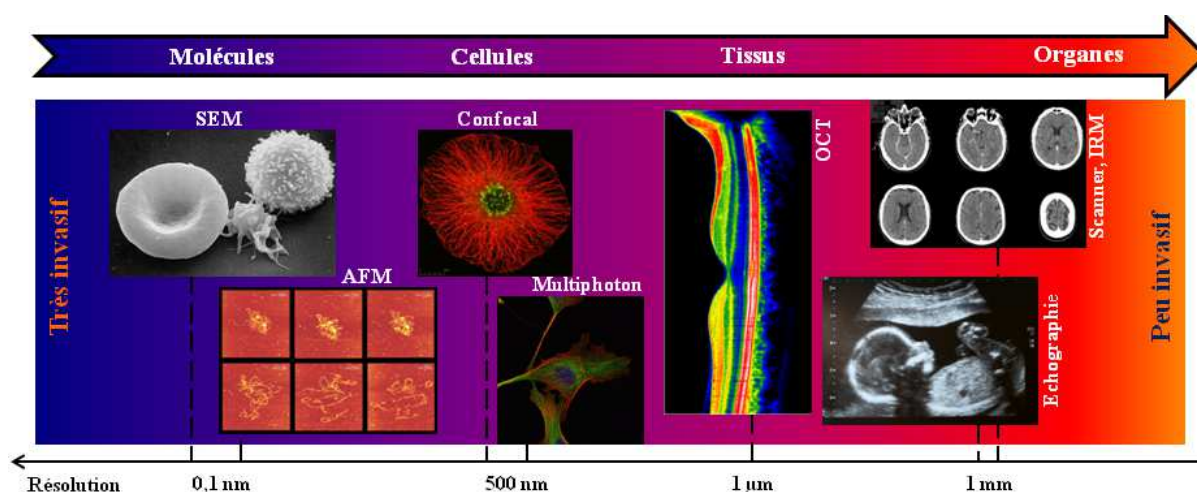 Molécules
Cellules
Tissus
Organes
SEM
Confocal
OCT
Scanner, IRM
Très invasif
AFM
Multiphoton
Echographie
Peu invasif
Résolution
0,1 nm
500 nm
1 µm
1 mm